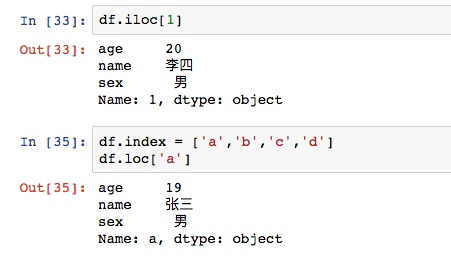 In [33]: df.iloc[1]
Out[33]: age     20
name    李四
sex      男
Name: 1, dtype: object
In [35]: df.index = ['a','b','c','d']
df.loc['a']
Out[35]: age     19
name    张三
sex      男
Name: a, dtype: object